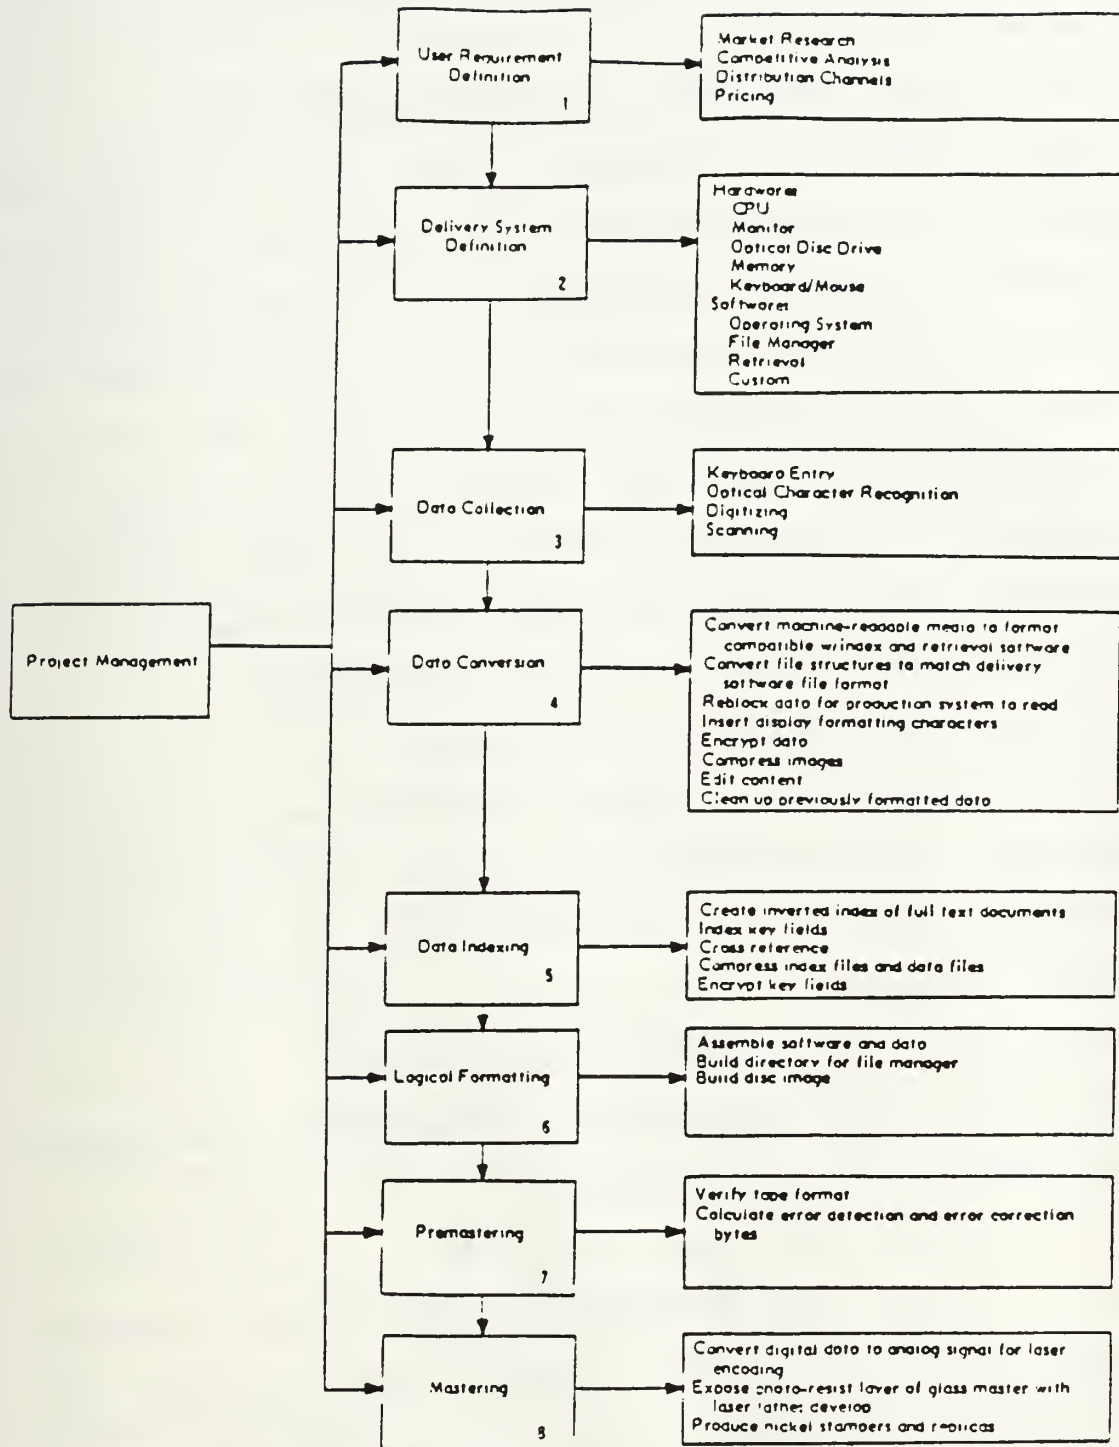 User Requirement
Definition
1
Market Research
Competitive Analysis
Distribution Channels
Pricing
Delivery System
Definition
2
Hardwares
CPU
Monitor
Optical Disc Drive
Memory
Keyboard/Mouse
Softwares
Operating System
File Manager
Retrieval
Custom
Data Collection
3
Keyboard Entry
Optical Character Recognition
Digitizing
Scanning
Project Management
Data Conversion
4
Convert machine-readable media to format
compatible w/index and retrieval software
Convert file structures to match delivery
software file format
Reblock data for production system to read
Insert display formatting characters
Encrypt data
Compress images
Edit content
Clean up previously formatted data
Data Indexing
5
Create inverted index of full text documents
Index key fields
Cross reference
Compress index files and data files
Encrypt key fields
Logical Formatting
6
Assemble software and data
Build directory for file manager
Build disc image
Premastering
7
Verify tape format
Calculate error detection and error correction
bytes
Mastering
8
Convert digital data to analog signal for laser
encoding
Expose photo-resist layer of glass master with
laser develop
Produce nickel stampers and replicas